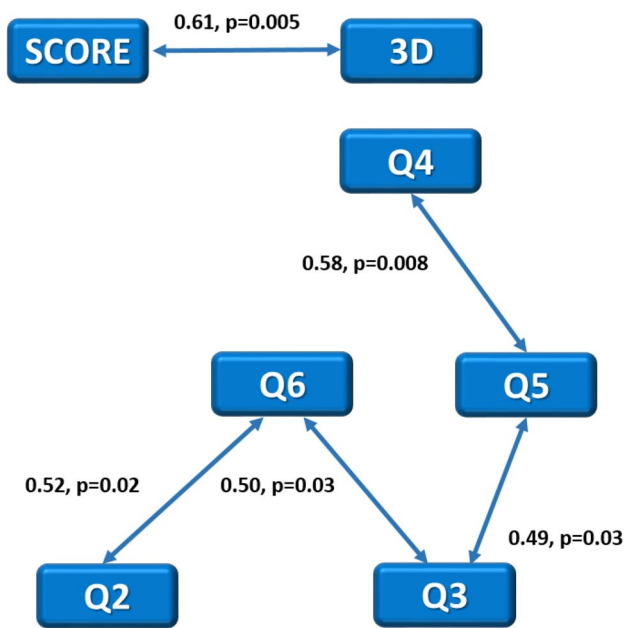 0.61, p=0.005
SCORE
3D
Q4
0.58, p=0.008
Q6
Q5
0.52, p=0.02
0.50, p=0.03
0.49, p=0.03
Q2
Q3